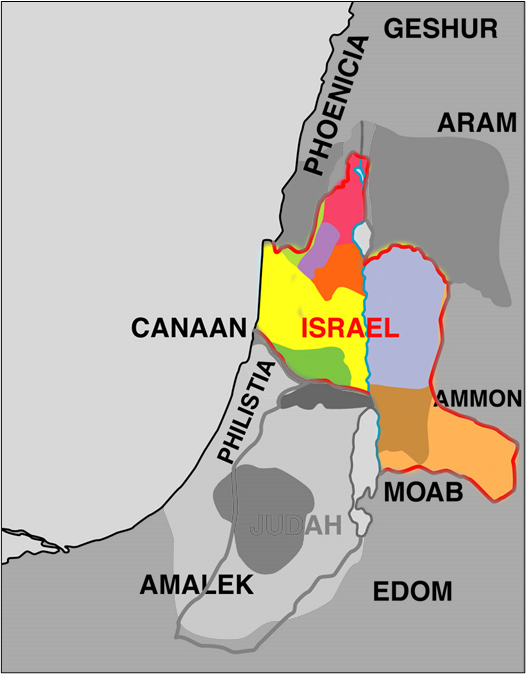 GESHUR
PHOENICIA
ARAM
CANAAN
ISRAEL
PHILISTIA
AMMON
MOAB
JUDAH
AMALEK
EDOM